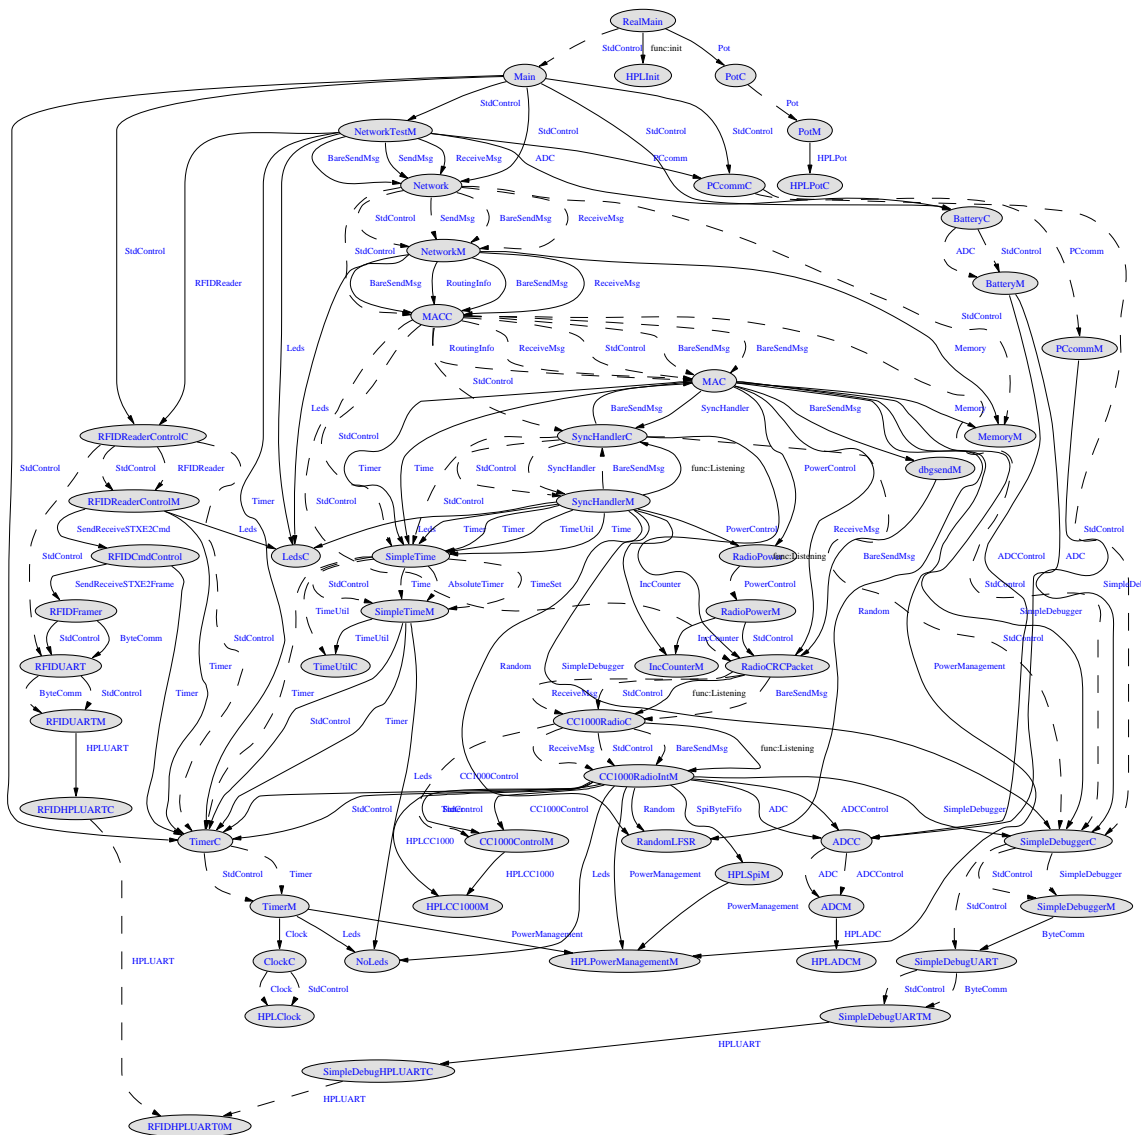 RealMain
StdControl func:init Pot
Main HPLInit PotC
StdControl StdControl StdControl StdControl Pot
NetworkTestM PotM
BareSendMsg SendMsg ReceiveMsg ADC PCcomm HPLPot
Network PCcommC HPLPotC
StdControl SendMsg BareSendMsg ReceiveMsg BatteryC
StdControl StdControl NetworkM ADC StdControl PCcomm
RFIDReader BareSendMsg RoutingInfo BareSendMsg ReceiveMsg BatteryM
MACC StdControl
Leds RoutingInfo ReceiveMsg StdControl BareSendMsg BareSendMsg Memory PCcommM
StdControl MAC
Leds BareSendMsg SyncHandler BareSendMsg Memory
RFIDReaderControlC StdControl SyncHandlerC MemoryM
StdControl StdControl RFIDReader Timer Time StdControl SyncHandler BareSendMsg func:Listening PowerControl dbgsendM
RFIDReaderControlM Timer StdControl StdControl SyncHandlerM
SendReceiveSTXE2Cmd Leds Leds Timer Timer TimeUtil Time PowerControl ReceiveMsg StdControl
StdControl RFIDCmdControl LedsC SimpleTime RadioPower func:Listening BareSendMsg ADCControl ADC
SendReceiveSTXE2Frame StdControl Time AbsoluteTimer TimeSet IncCounter PowerControl StdControl SimpleDeb
RFIDFramer TimeUtil SimpleTimeM RadioPowerM Random SimpleDebugger
StdControl ByteComm StdControl TimeUtil IncCounter StdControl StdControl
RFIDUART Timer TimeUtilC Random SimpleDebugger IncCounterM RadioCRCPacket PowerManagement
ByteComm StdControl Timer Timer ReceiveMsg StdControl func:Listening BareSendMsg
RFIDUARTM StdControl Timer CC1000RadioC
HPLUART ReceiveMsg StdControl BareSendMsg func:Listening
Leds CC1000Control CC1000RadioIntM
RFIDHPLUARTC StdControl Timer StdControl CC1000Control Random SpiByteFifo ADC ADCControl SimpleDebugger
TimerC HPLCC1000 CC1000ControlM RandomLFSR ADCC SimpleDebuggerC
StdControl Timer HPLCC1000 Leds PowerManagement HPLSpiM ADC ADCControl StdControl SimpleDebugger
TimerM HPLCC1000M PowerManagement ADCM StdControl SimpleDebuggerM
HPLUART Clock Leds PowerManagement HPLADC ByteComm
ClockC NoLeds HPLPowerManagementM HPLADCM SimpleDebugUART
Clock StdControl StdControl ByteComm
HPLClock SimpleDebugUARTM
HPLUART
SimpleDebugHPLUARTC
HPLUART
RFIDHPLUART0M